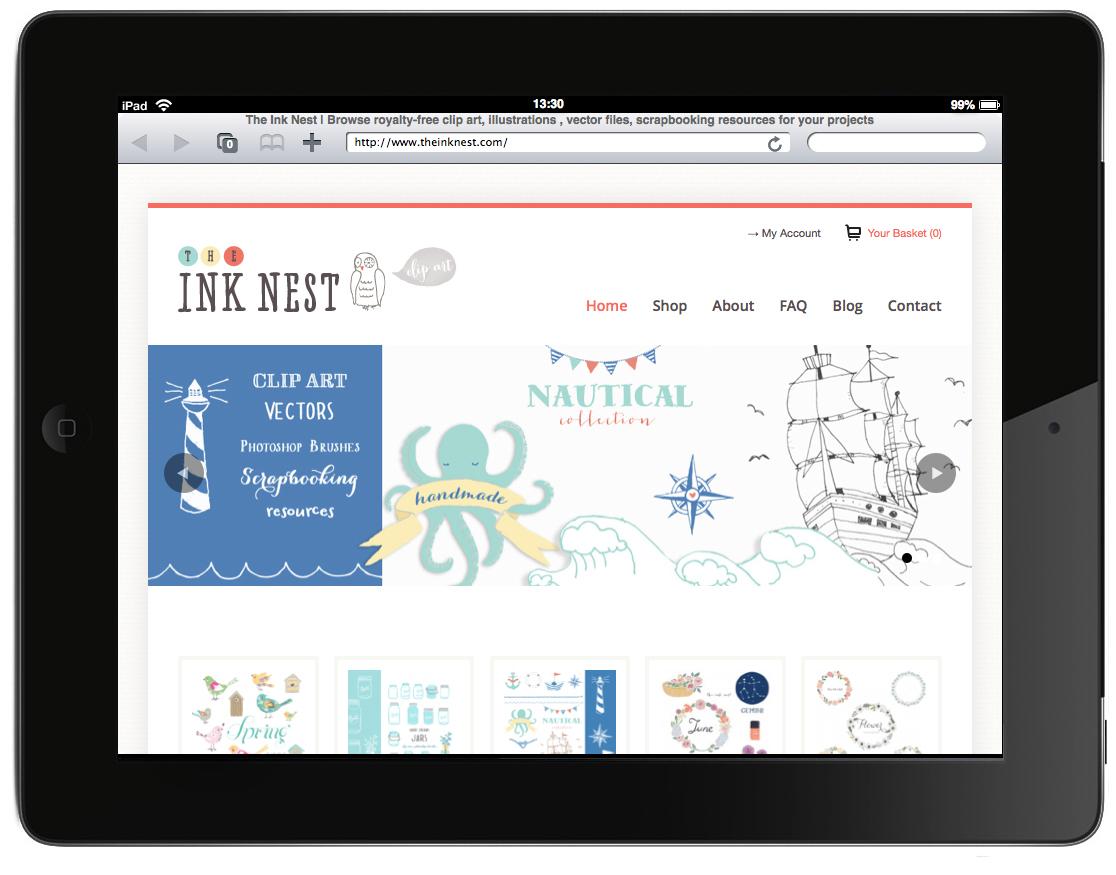 iPad 13:30 99%
The Ink Nest | Browse royalty-free clip art, illustrations , vector files, scrapbooking resources for your projects
0 http://www.theinknest.com/
→ My Account Your Basket (0)
THE
INK NEST
clip art
Home Shop About FAQ Blog Contact
CLIP ART
VECTORS
PHOTOSHOP BRUSHES
Scrapbooking
resources
NAUTICAL
collection
handmade
Spring
JARS
NAUTICAL
GEMINI
June
Flower